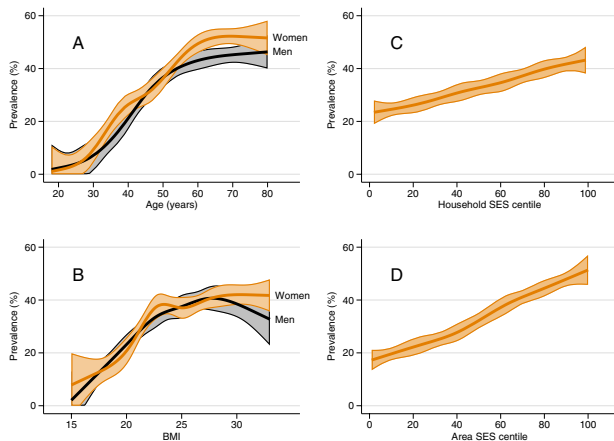 A
Prevalence (%)
60
40
20
0
Women
Men
20 30 40 50 60 70 80
Age (years)
C
Prevalence (%)
60
40
20
0
0 20 40 60 80 100
Household SES centile
B
Prevalence (%)
60
40
20
0
Women
Men
15 20 25 30
BMI
D
Prevalence (%)
60
40
20
0
0 20 40 60 80 100
Area SES centile